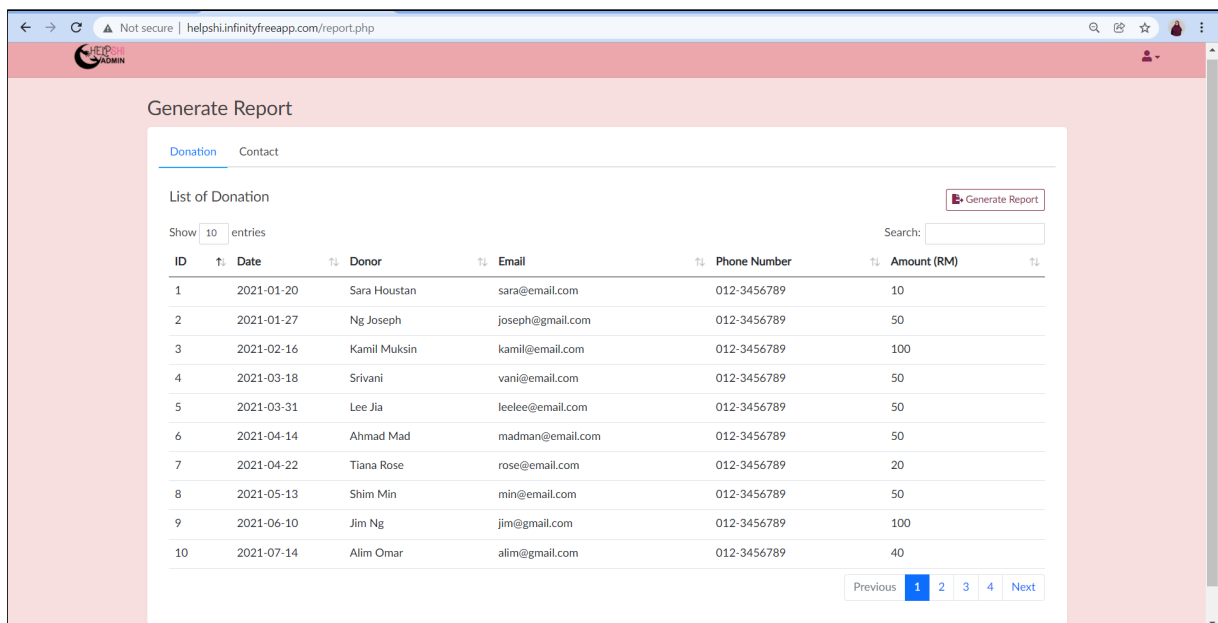 Not secure | helpshi.infinityfreeapp.com/report.php
HELPSHI
ADMIN
Generate Report
Donation Contact
List of Donation Generate Report
Show 10 entries Search:
ID Date Donor Email Phone Number Amount (RM)
1 2021-01-20 Sara Houstan sara@email.com 012-3456789 10
2 2021-01-27 Ng Joseph joseph@gmail.com 012-3456789 50
3 2021-02-16 Kamil Muksin kamil@email.com 012-3456789 100
4 2021-03-18 Srivani vani@email.com 012-3456789 50
5 2021-03-31 Lee Jia leelee@email.com 012-3456789 50
6 2021-04-14 Ahmad Mad madman@email.com 012-3456789 50
7 2021-04-22 Tiana Rose rose@email.com 012-3456789 20
8 2021-05-13 Shim Min min@email.com 012-3456789 50
9 2021-06-10 Jim Ng jim@gmail.com 012-3456789 100
10 2021-07-14 Alim Omar alim@gmail.com 012-3456789 40
Previous 1 2 3 4 Next